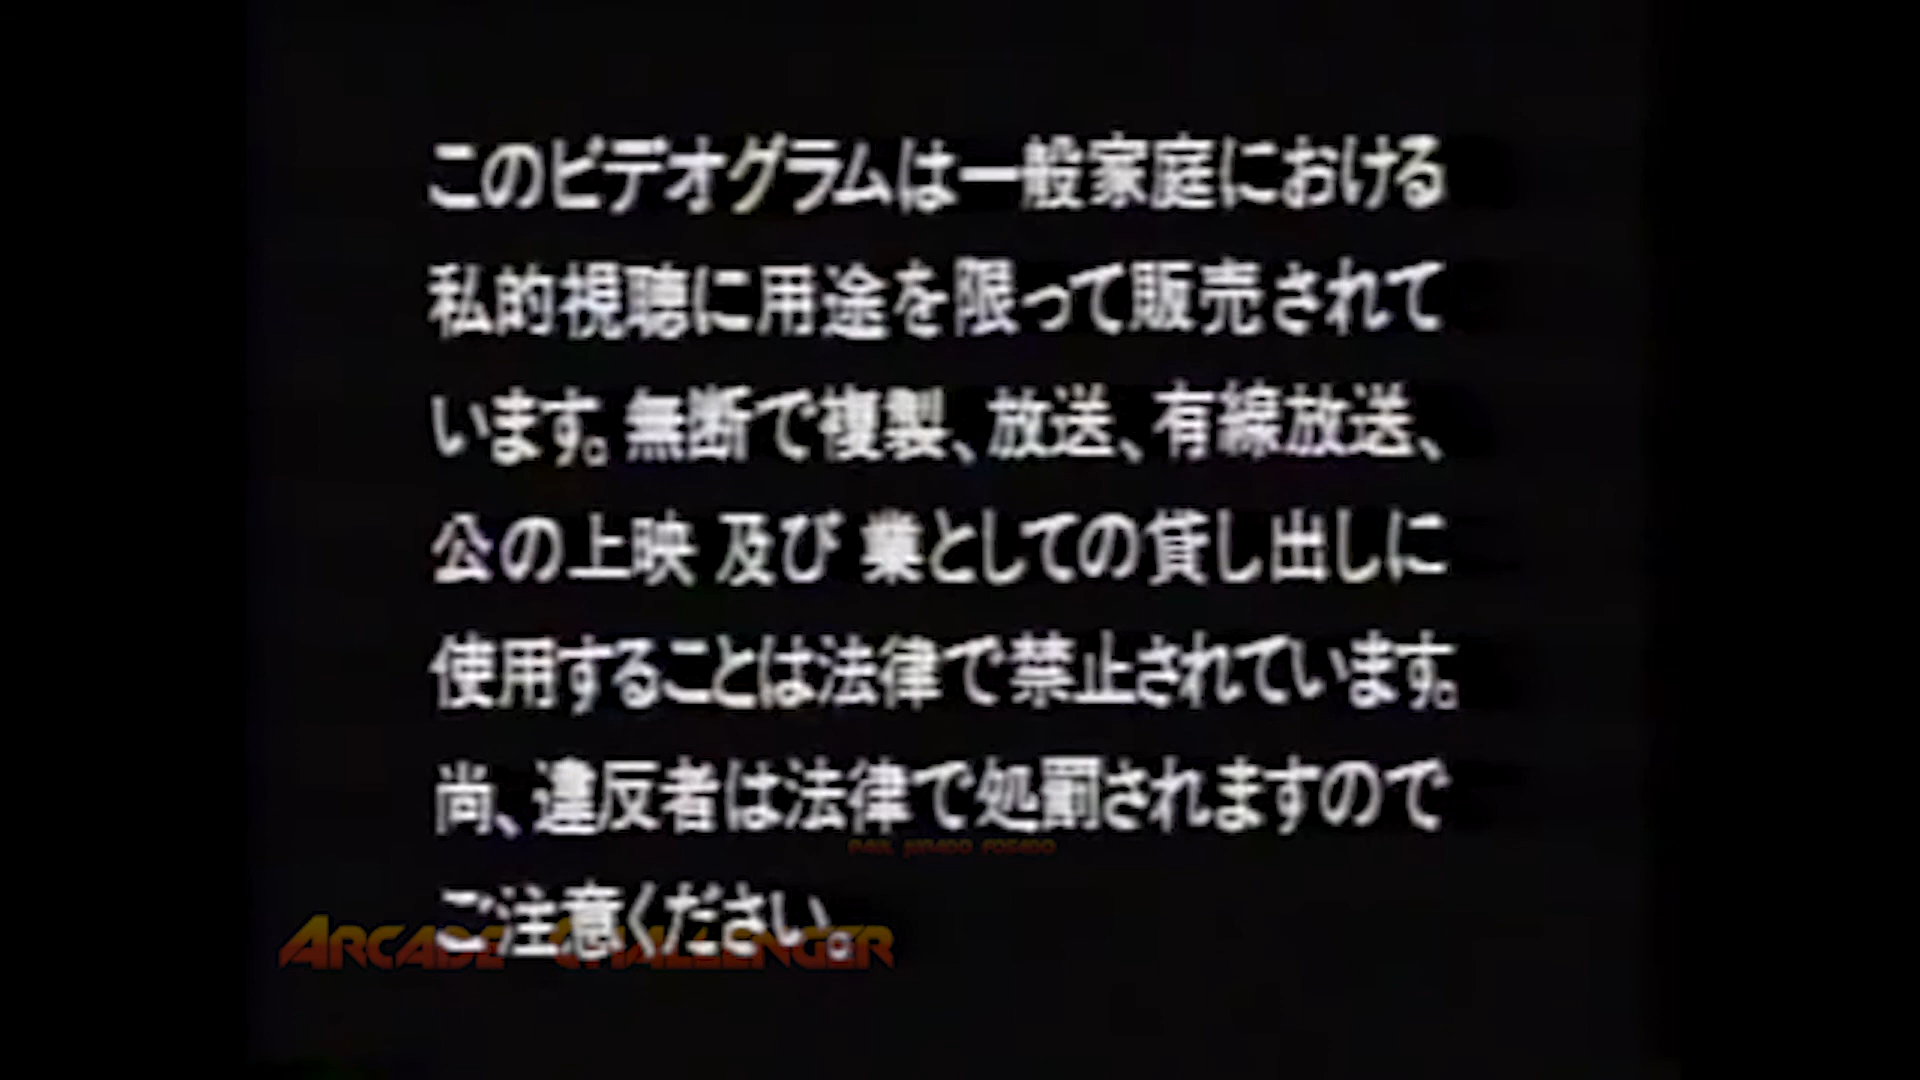 このビデオグラムは一般家庭における
私的視聴に用途を限って販売されて
います。無断で複製、放送、有線放送、
公の上映 及び 業としての貸し出しに
使用することは法律で禁止されています。
尚、違反者は法律で処罰されますので
ご注意ください。
ARCADE CHALLENGER